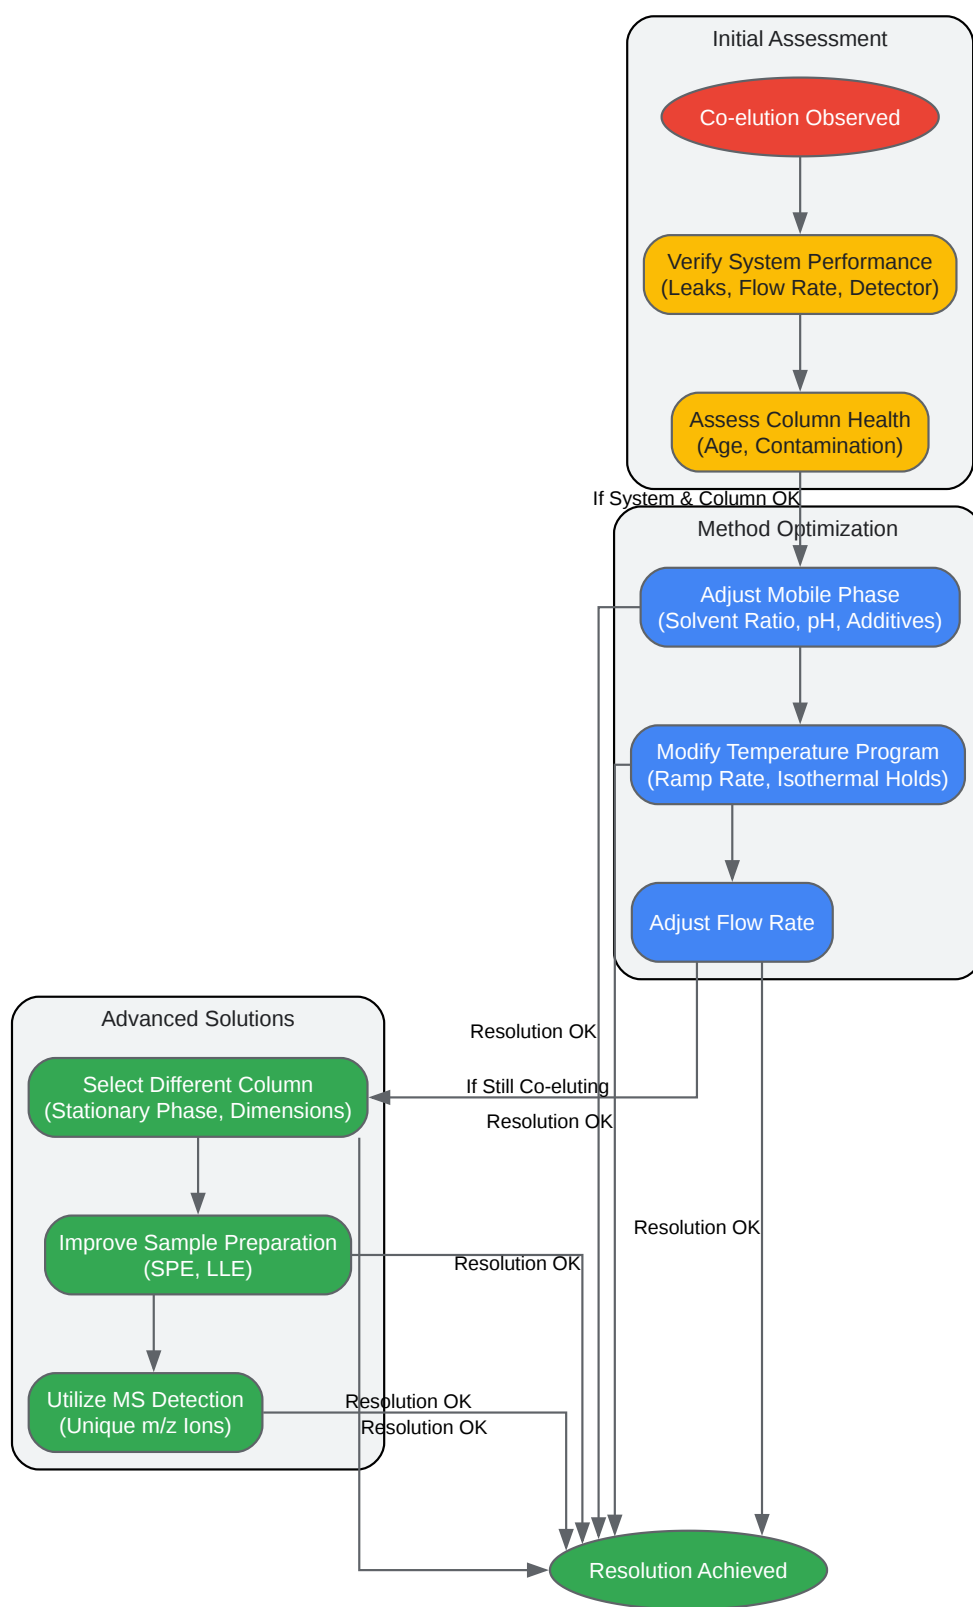 Initial Assessment
Co-elution Observed
Verify System Performance
(Leaks, Flow Rate, Detector)
Assess Column Health
(Age, Contamination)
If System & Column OK
Method Optimization
Adjust Mobile Phase
(Solvent Ratio, pH, Additives)
Modify Temperature Program
(Ramp Rate, Isothermal Holds)
Adjust Flow Rate
Advanced Solutions
Resolution OK
Select Different Column
(Stationary Phase, Dimensions)
If Still Co-eluting
Resolution OK
Resolution OK
Improve Sample Preparation
(SPE, LLE)
Resolution OK
Utilize MS Detection
(Unique m/z Ions)
Resolution OK
Resolution OK
Resolution Achieved